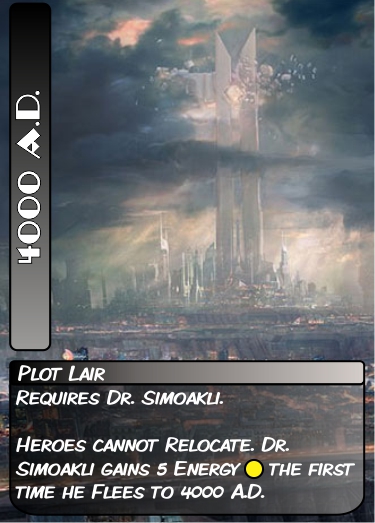 4000 A.D.
Plot Lair
Requires Dr. Simoakli.
Heroes cannot Relocate. Dr.
Simoakli gains 5 Energy the first
time he Flees to 4000 A.D.